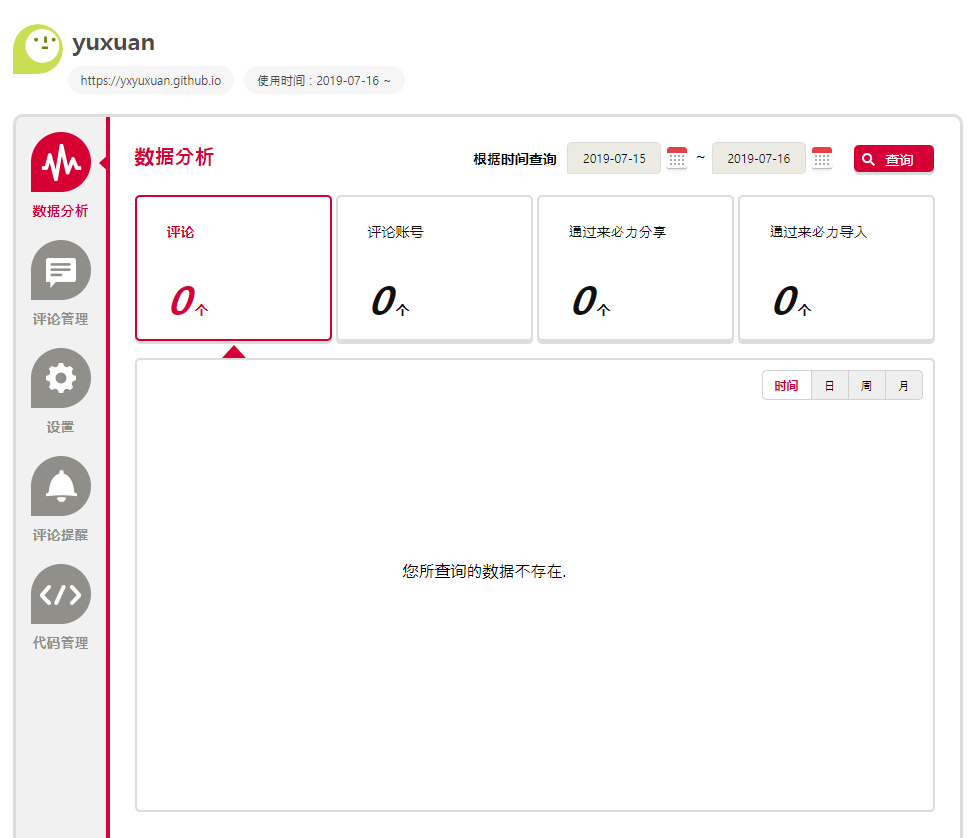 yuxuan
https://yxyuxuan.github.io 使用时间 : 2019-07-16 ~
数据分析 根据时间查询 2019-07-15 ~ 2019-07-16 查询
数据分析
评论 评论账号 通过来必力分享 通过来必力导入
0个 0个 0个 0个
评论管理
时间 日 周 月
设置
评论提醒
您所查询的数据不存在.
代码管理